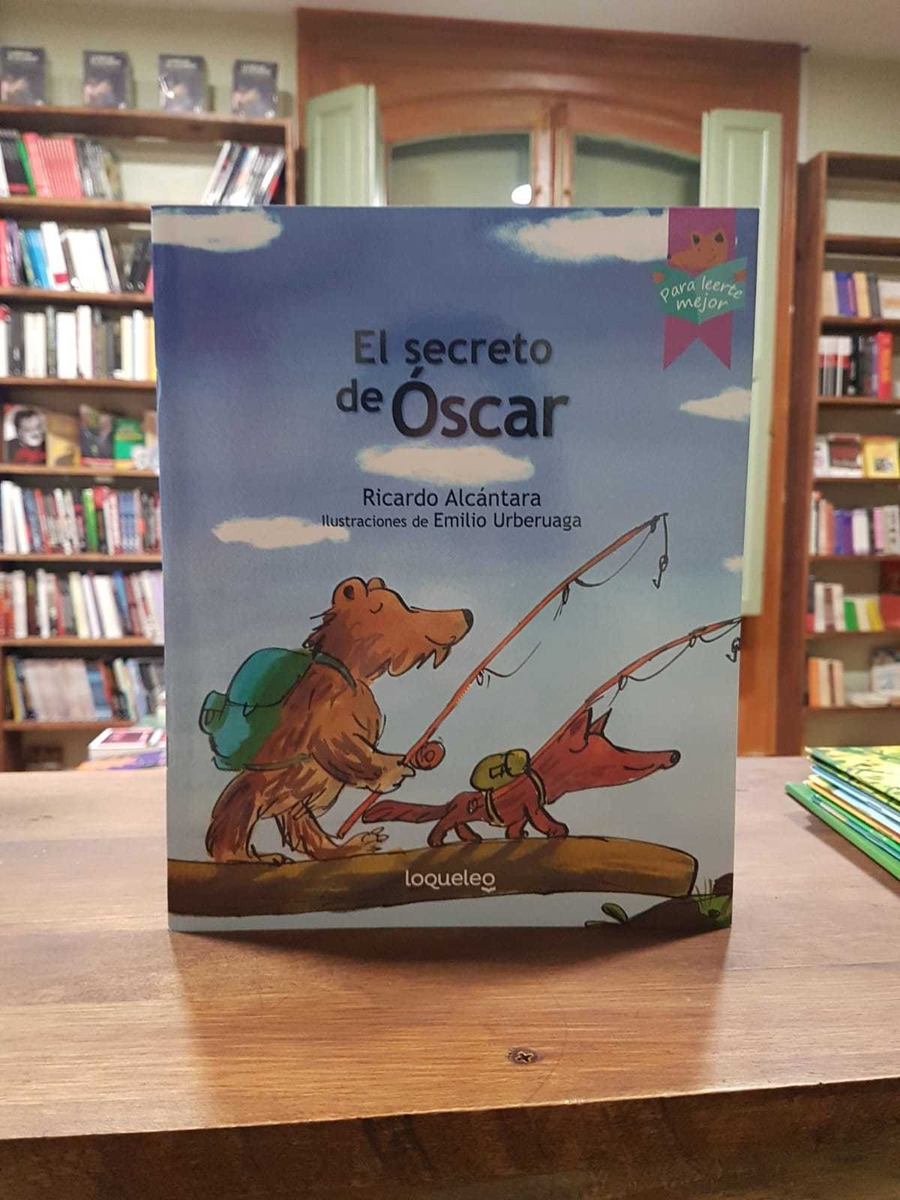 Para leerte
mejor
El secreto
de Óscar
Ricardo Alcántara
Ilustraciones de Emilio Urberuaga
loqueleo